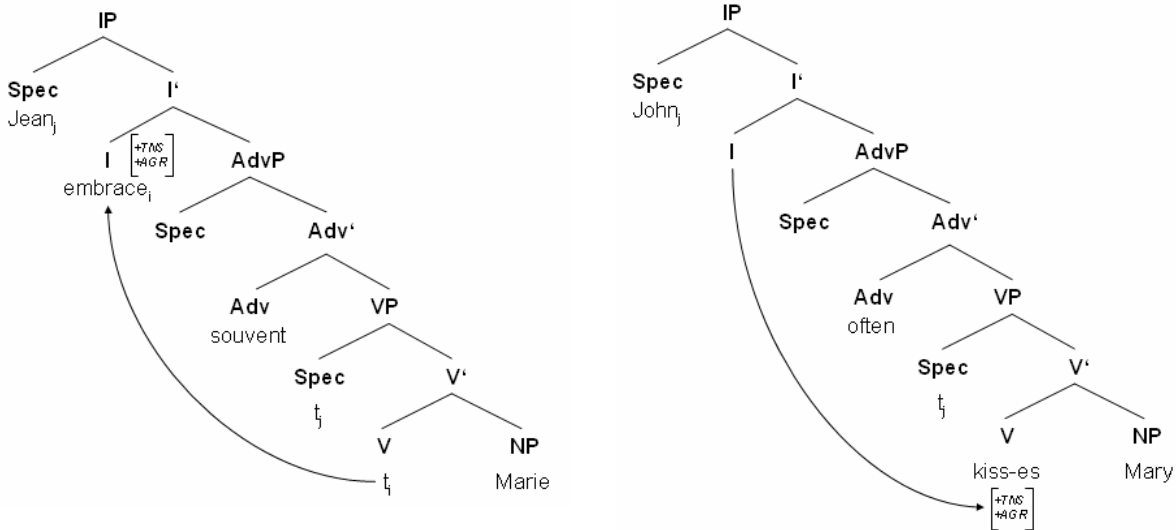 IP
Spec I‘
Jeanⱼ
I [+TNS +AGR] AdvP
embraceᵢ
Spec Adv‘
Adv VP
souvent
Spec V‘
tⱼ
V NP
tᵢ Marie
IP
Spec I‘
Johnⱼ
I AdvP
Spec Adv‘
Adv VP
often
Spec V‘
tⱼ
V NP
kiss-es Mary
[+TNS
+AGR]